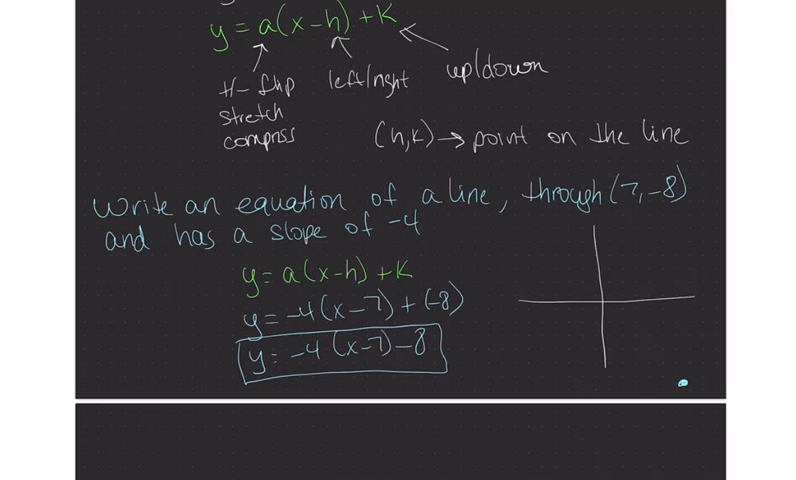 y = a(x-h) + k
+/- flip
stretch
compriss
left/right
up/down
(h,k) → point on the line
Write an equation of a line, through (7, -8)
and has a slope of -4
y = a(x-h) + k
y = -4(x-7) + (-8)
y = -4(x-7) - 8